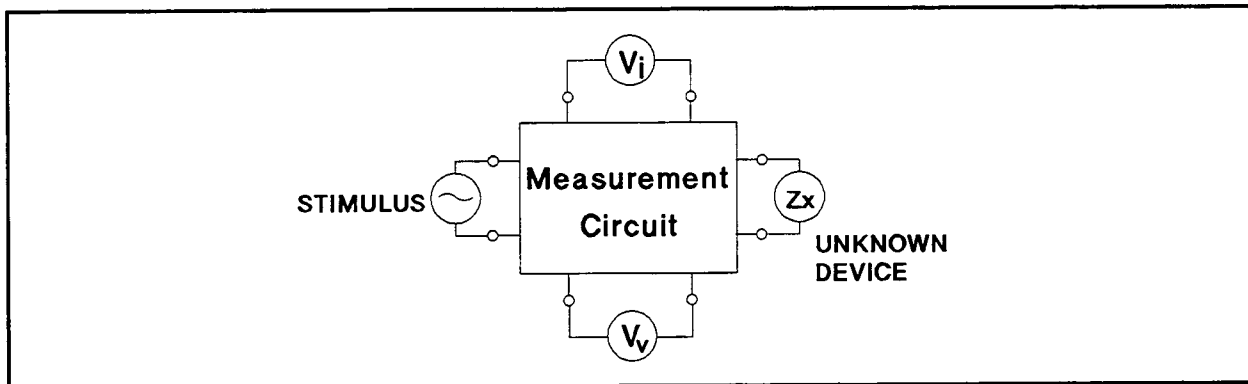 Vi
Measurement
Circuit
STIMULUS
Zx
UNKNOWN
DEVICE
Vv